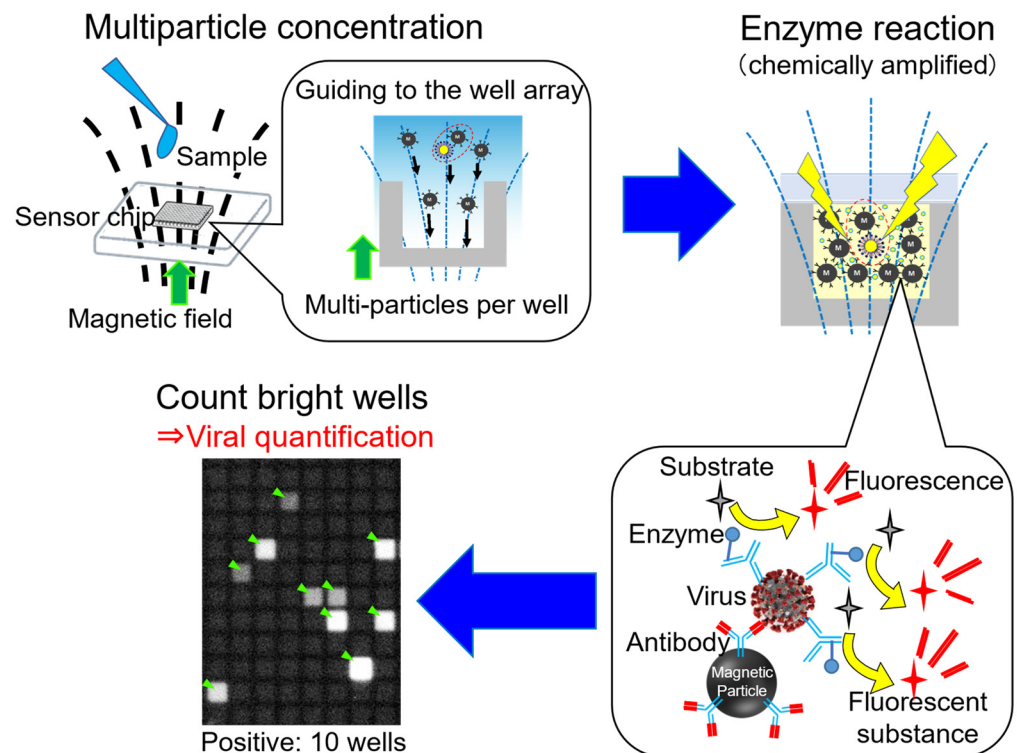 Multiparticle concentration
Sample
Sensor chip
Magnetic field
Guiding to the well array
M
M
M
M
M
Multi-particles per well
Enzyme reaction
(chemically amplified)
M
M
M
M
M
M
M
M
Substrate
Fluorescence
Enzyme
Virus
Antibody
Magnetic
Particle
Fluorescent
substance
Count bright wells
⇒Viral quantification
Positive: 10 wells